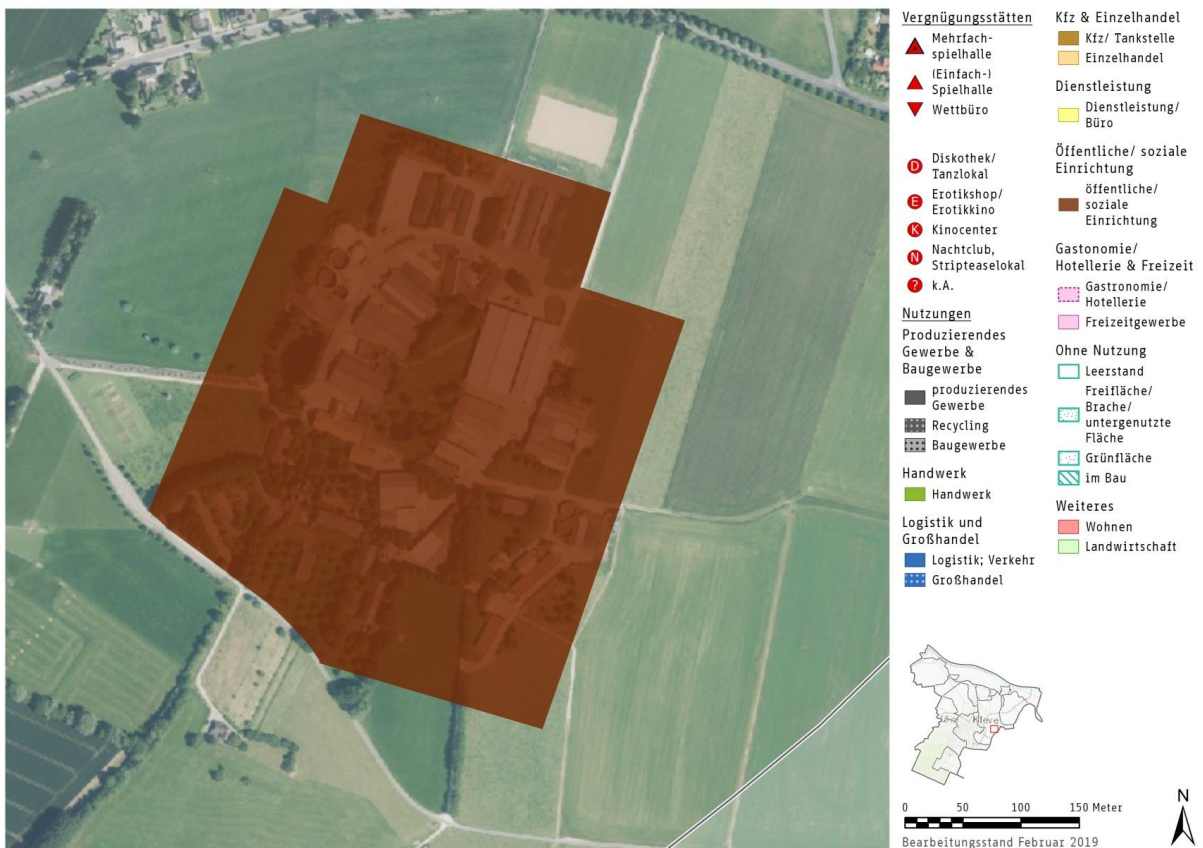 Vergnügungsstätten
Mehrfach-
spielhalle
(Einfach-)
Spielhalle
Wettbüro
D Diskothek/
Tanzlokal
E Erotikshop/
Erotikkino
K Kinocenter
N Nachtclub,
Stripteaselokal
? k.A.
Nutzungen
Produzierendes
Gewerbe &
Baugewerbe
produzierendes
Gewerbe
Recycling
Baugewerbe
Handwerk
Handwerk
Logistik und
Großhandel
Logistik; Verkehr
Großhandel
Kfz & Einzelhandel
Kfz/ Tankstelle
Einzelhandel
Dienstleistung
Dienstleistung/
Büro
Öffentliche/ soziale
Einrichtung
öffentliche/
soziale
Einrichtung
Gastonomie/
Hotellerie & Freizeit
Gastronomie/
Hotellerie
Freizeitgewerbe
Ohne Nutzung
Leerstand
Freifläche/
Brache/
untergenutzte
Fläche
Grünfläche
im Bau
Weiteres
Wohnen
Landwirtschaft
Kleve
0 50 100 150 Meter
Bearbeitungsstand Februar 2019
N